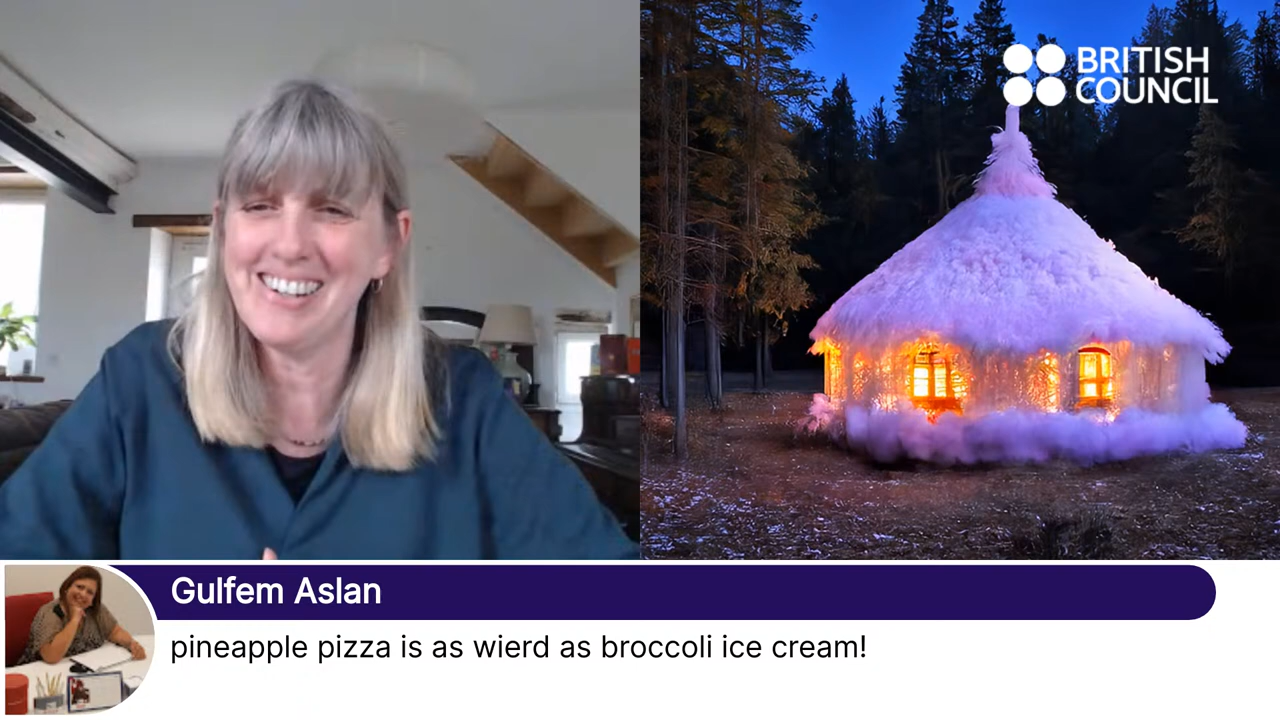 BRITISH
COUNCIL
Gulfem Aslan
pineapple pizza is as wierd as broccoli ice cream!